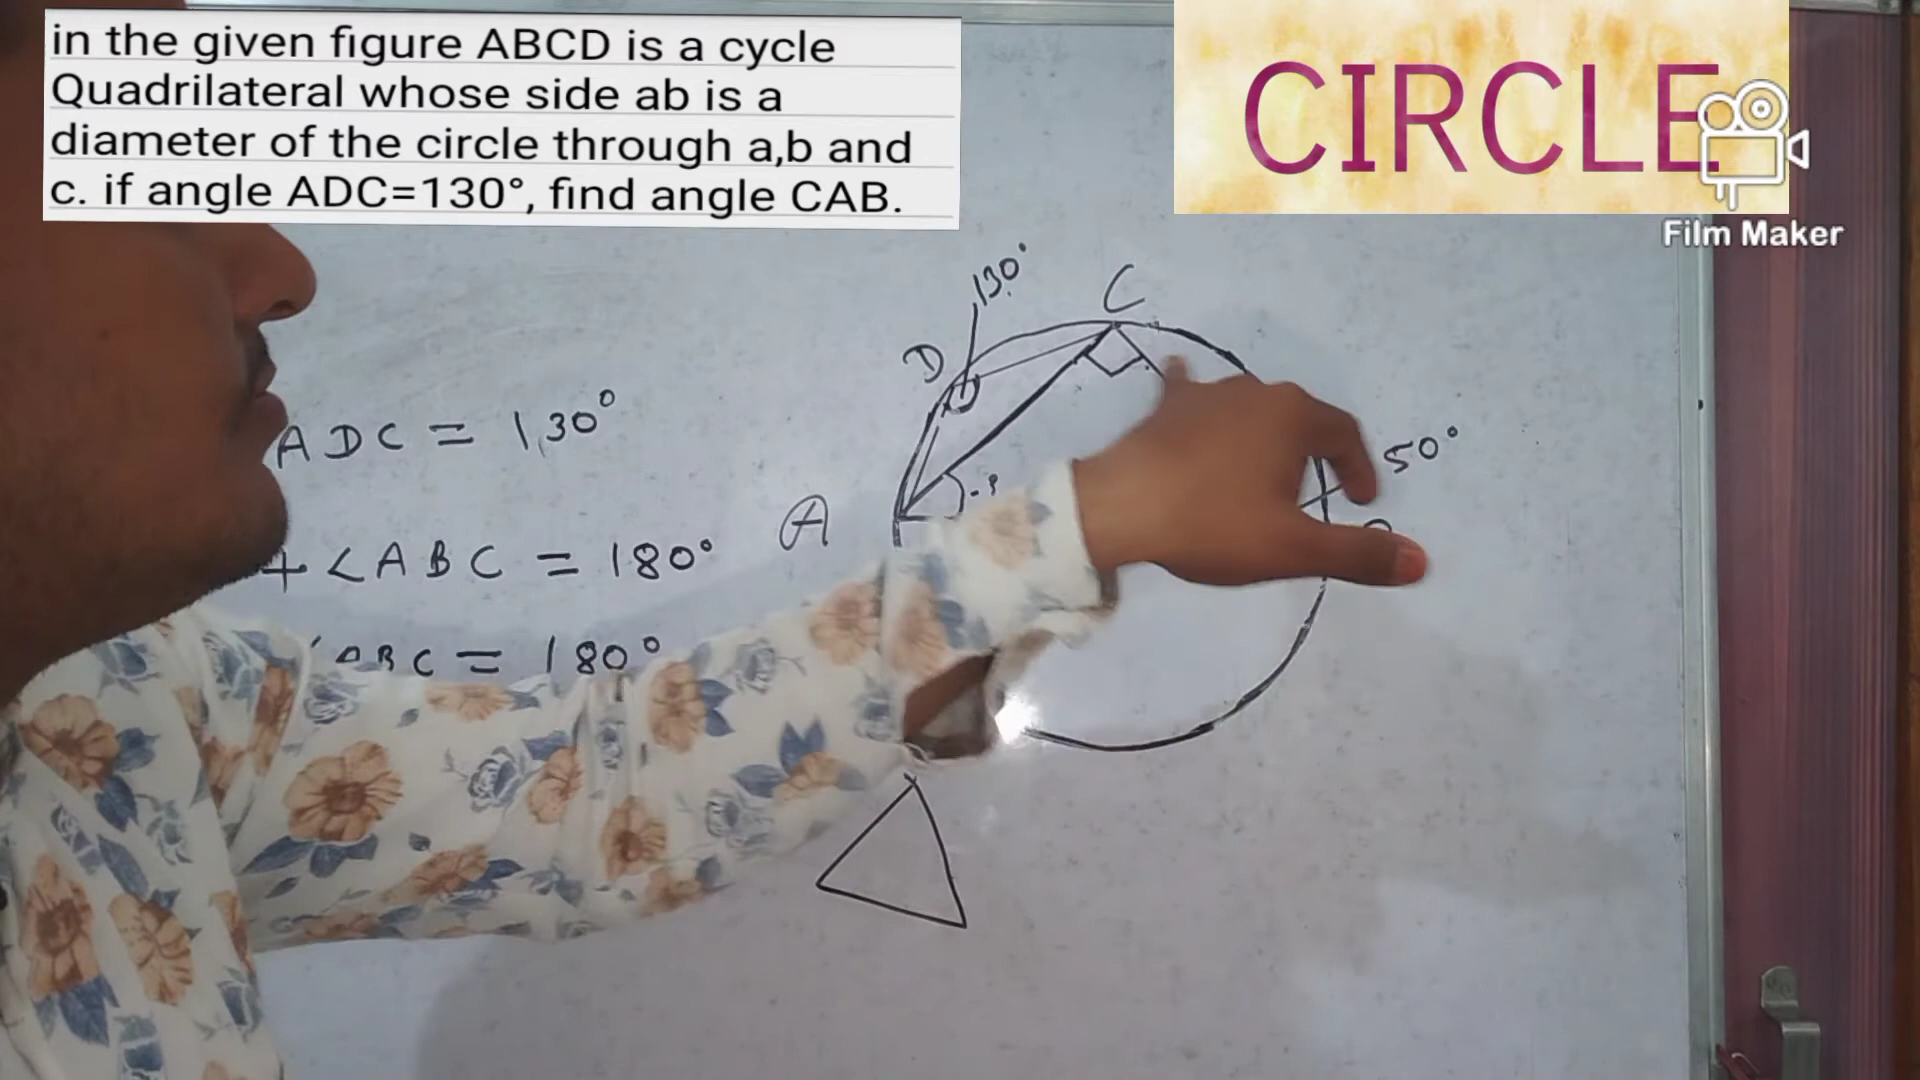 in the given figure ABCD is a cycle
Quadrilateral whose side ab is a
diameter of the circle through a,b and
c. if angle ADC=130°, find angle CAB.
CIRCLE
Film Maker
130°
C
D
ADC = 130°
50°
A
+ ∠ABC = 180°
ABC = 180°